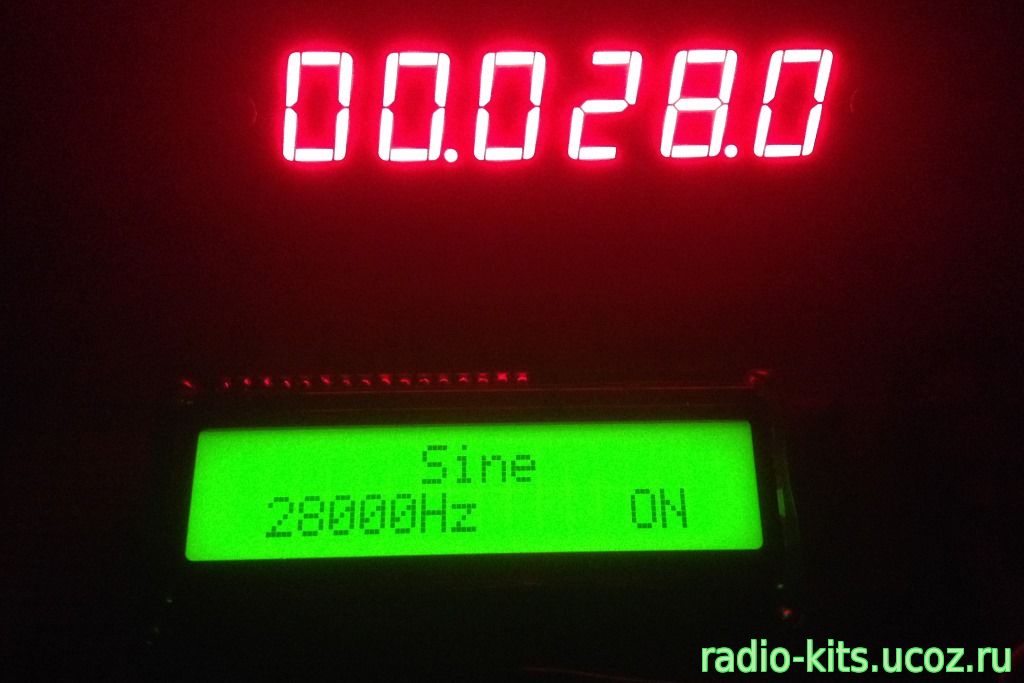 00.028.0
Sine
28000Hz ON
radio-kits.ucoz.ru